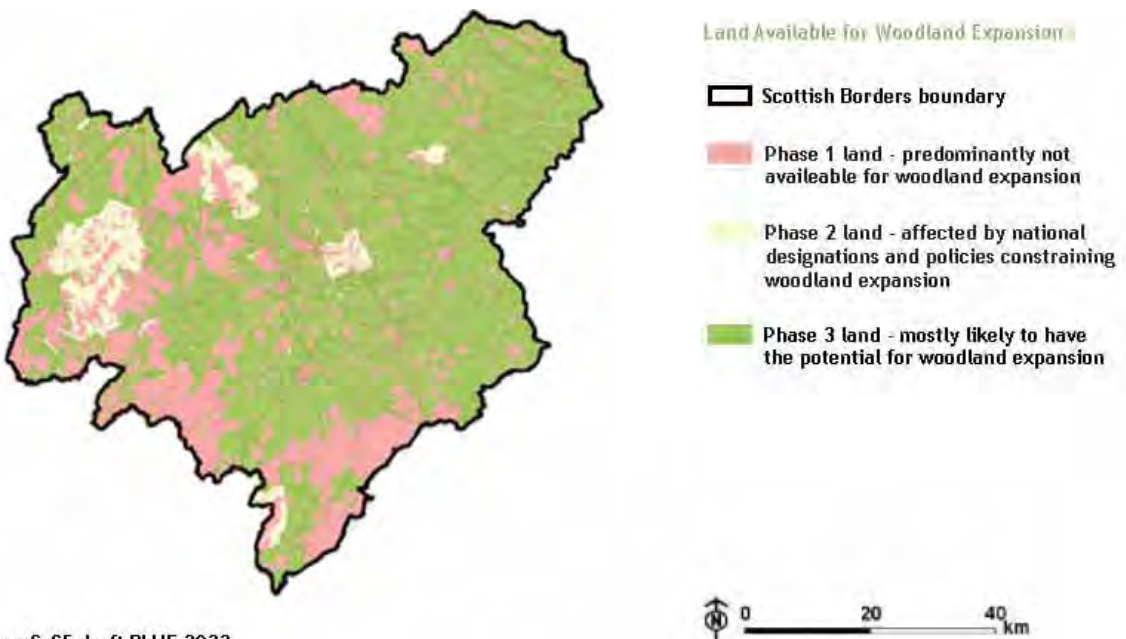 Land Available for Woodland Expansion
Scottish Borders boundary
Phase 1 land - predominantly not
availeable for woodland expansion
Phase 2 land - affected by national
designations and policies constraining
woodland expansion
Phase 3 land - mostly likely to have
the potential for woodland expansion
N 0 20 40
km